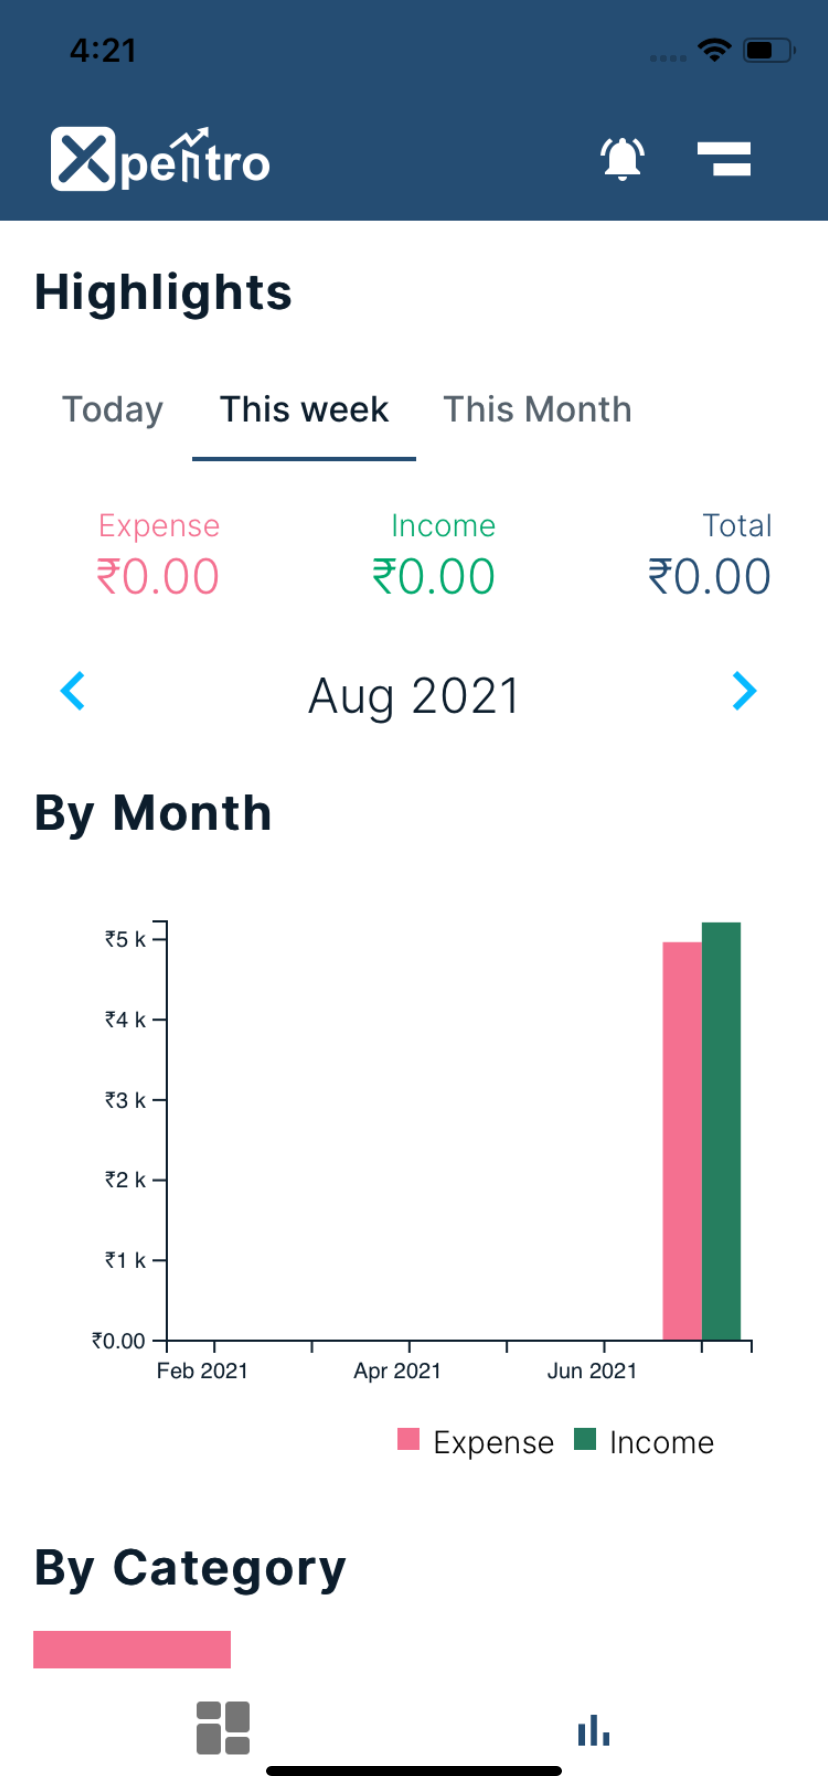 4:21
Xpentro
Highlights
Today This week This Month
Expense Income Total
₹0.00 ₹0.00 ₹0.00
Aug 2021
By Month
₹5 k
₹4 k
₹3 k
₹2 k
₹1 k
₹0.00
Feb 2021 Apr 2021 Jun 2021
Expense Income
By Category